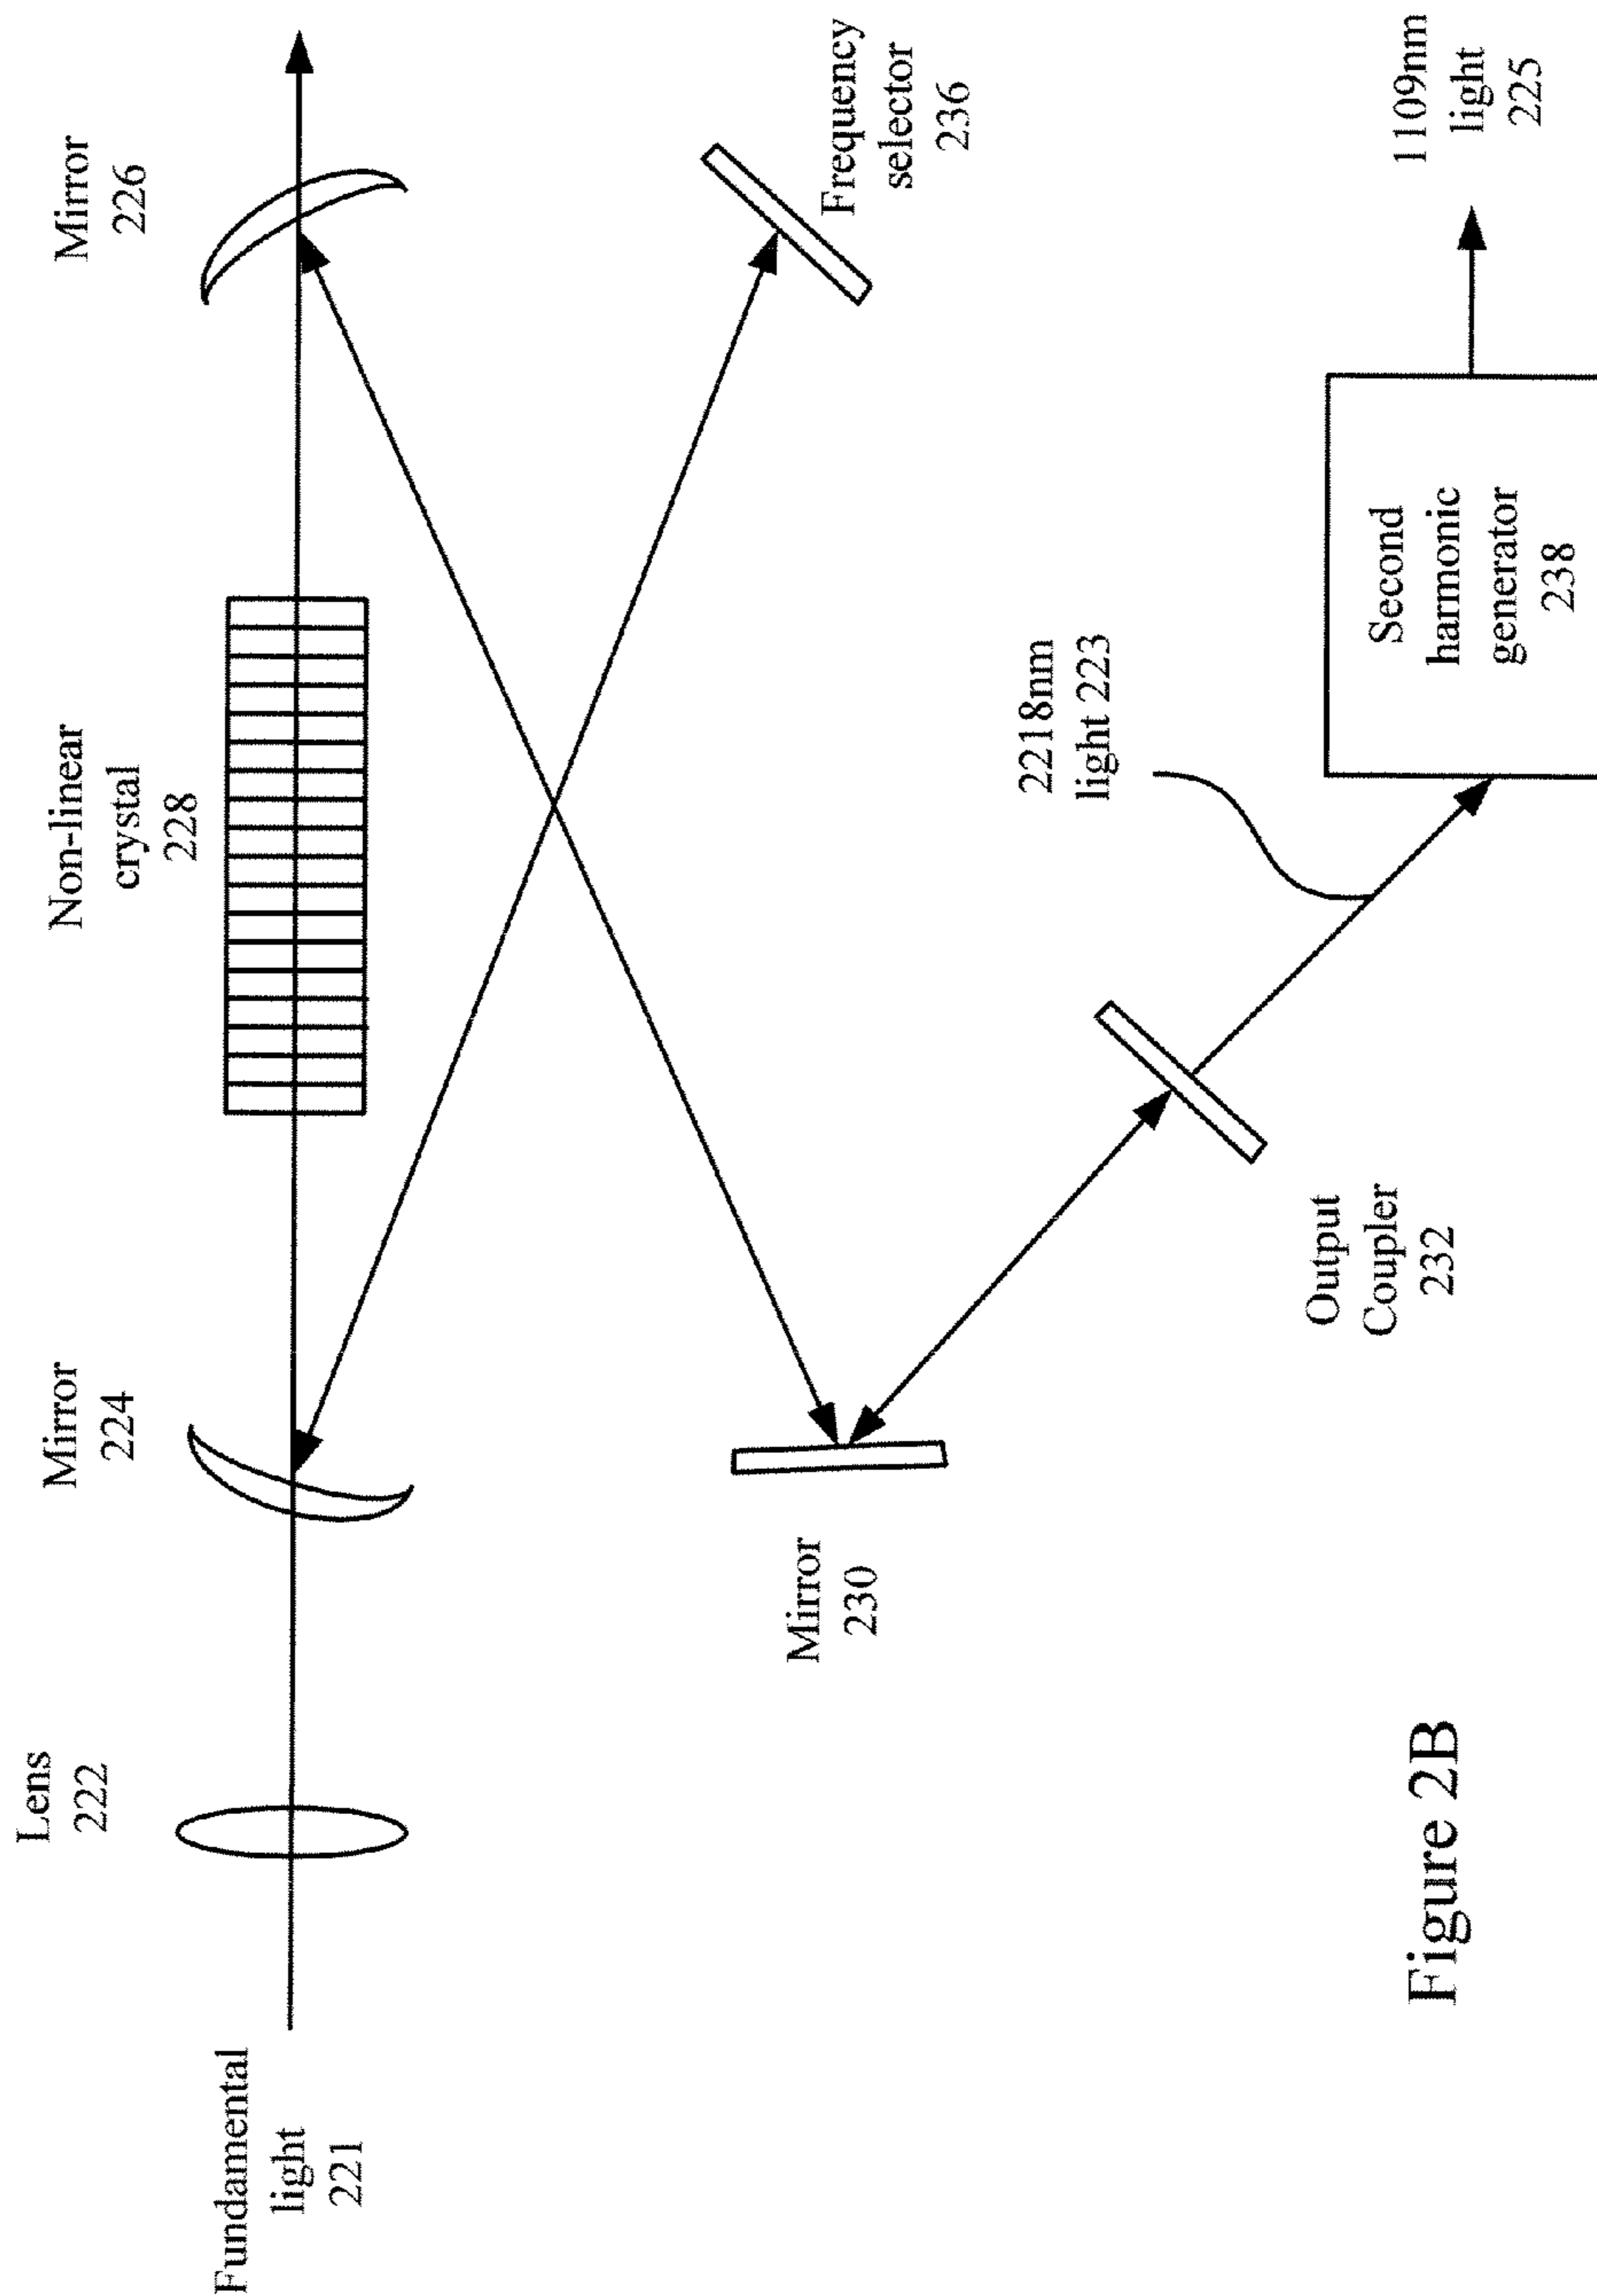 Fundamental
light
221
Lens
222
Mirror
224
Non-linear
crystal
228
Mirror
226
Mirror
230
Frequency
selector
236
Output
Coupler
232
2218nm
light 223
Second
harmonic
generator
238
1109nm
light
225
Figure 2B